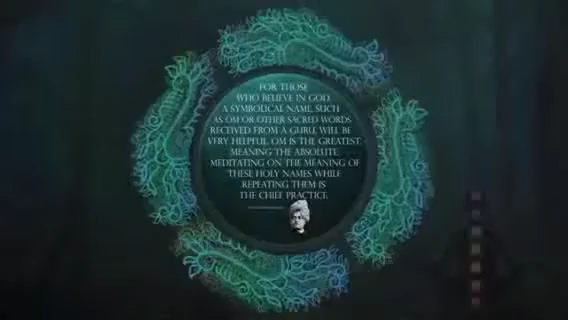 FOR THOSE
WHO BELIEVE IN GOD,
A SYMBOLICAL NAME, SUCH
AS OM OR OTHER SACRED WORDS
RECEIVED FROM A GURU, WILL BE
VERY HELPFUL. OM IS THE GREATEST,
MEANING THE ABSOLUTE.
MEDITATING ON THE MEANING OF
THESE HOLY NAMES WHILE
REPEATING THEM IS
THE CHIEF PRACTICE.